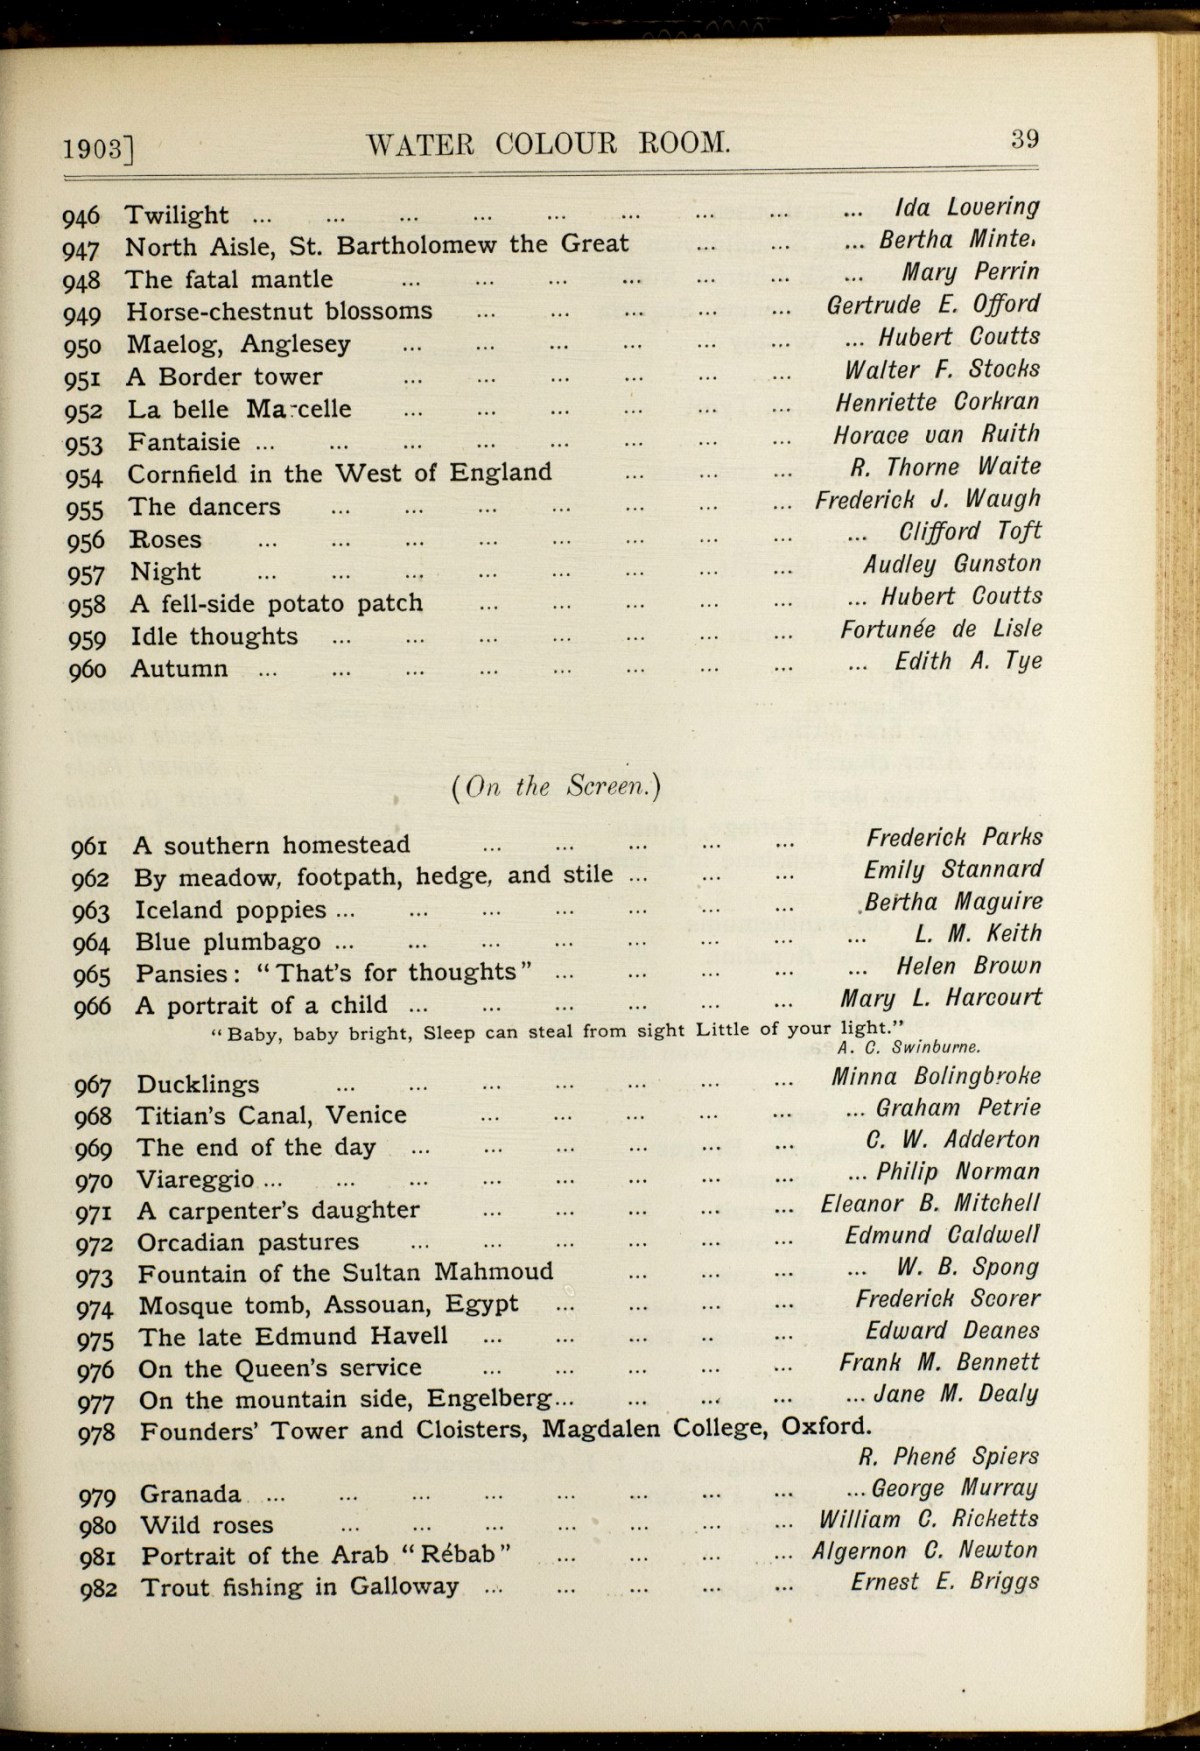 1903] WATER COLOUR ROOM. 39
946 Twilight ... ... ... ... ... ... ... ... ... Ida Lovering
947 North Aisle, St. Bartholomew the Great ... ... ... Bertha Minte.
948 The fatal mantle ... ... ... ... ... ... ... Mary Perrin
949 Horse-chestnut blossoms ... ... ... ... ... Gertrude E. Offord
950 Maelog, Anglesey ... ... ... ... ... ... ... Hubert Coutts
951 A Border tower ... ... ... ... ... ... Walter F. Stocks
952 La belle Marcelle ... ... ... ... ... ... Henriette Corkran
953 Fantaisie ... ... ... ... ... ... ... ... Horace van Ruith
954 Cornfield in the West of England ... ... ... R. Thorne Waite
955 The dancers ... ... ... ... ... ... ... Frederick J. Waugh
956 Roses ... ... ... ... ... ... ... ... ... Clifford Toft
957 Night ... ... ... ... ... ... ... ... Audley Gunston
958 A fell-side potato patch ... ... ... ... ... ... Hubert Coutts
959 Idle thoughts ... ... ... ... ... ... ... Fortunée de Lisle
960 Autumn ... ... ... ... ... ... ... ... ... Edith A. Tye
(On the Screen.)
961 A southern homestead ... ... ... ... ... Frederick Parks
962 By meadow, footpath, hedge, and stile ... ... ... Emily Stannard
963 Iceland poppies ... ... ... ... ... ... ... Bertha Maguire
964 Blue plumbago ... ... ... ... ... ... ... ... L. M. Keith
965 Pansies: "That's for thoughts" ... ... ... ... ... Helen Brown
966 A portrait of a child ... ... ... ... ... ... Mary L. Harcourt
"Baby, baby bright, Sleep can steal from sight Little of your light."
A. C. Swinburne.
967 Ducklings ... ... ... ... ... ... ... Minna Bolingbroke
968 Titian's Canal, Venice ... ... ... ... ... ... Graham Petrie
969 The end of the day ... ... ... ... ... ... C. W. Adderton
970 Viareggio ... ... ... ... ... ... ... ... ... Philip Norman
971 A carpenter's daughter ... ... ... ... ... Eleanor B. Mitchell
972 Orcadian pastures ... ... ... ... ... ... Edmund Caldwell
973 Fountain of the Sultan Mahmoud ... ... ... ... W. B. Spong
974 Mosque tomb, Assouan, Egypt ... ... ... ... Frederick Scorer
975 The late Edmund Havell ... ... ... .. ... Edward Deanes
976 On the Queen's service ... ... ... ... ... Frank M. Bennett
977 On the mountain side, Engelberg... ... ... ... ... Jane M. Dealy
978 Founders' Tower and Cloisters, Magdalen College, Oxford.
R. Phené Spiers
979 Granada ... ... ... ... ... ... ... ... ... George Murray
980 Wild roses ... ... ... ... ... ... ... William C. Ricketts
981 Portrait of the Arab "Rébab" ... ... ... ... Algernon C. Newton
982 Trout fishing in Galloway ... ... ... ... ... Ernest E. Briggs